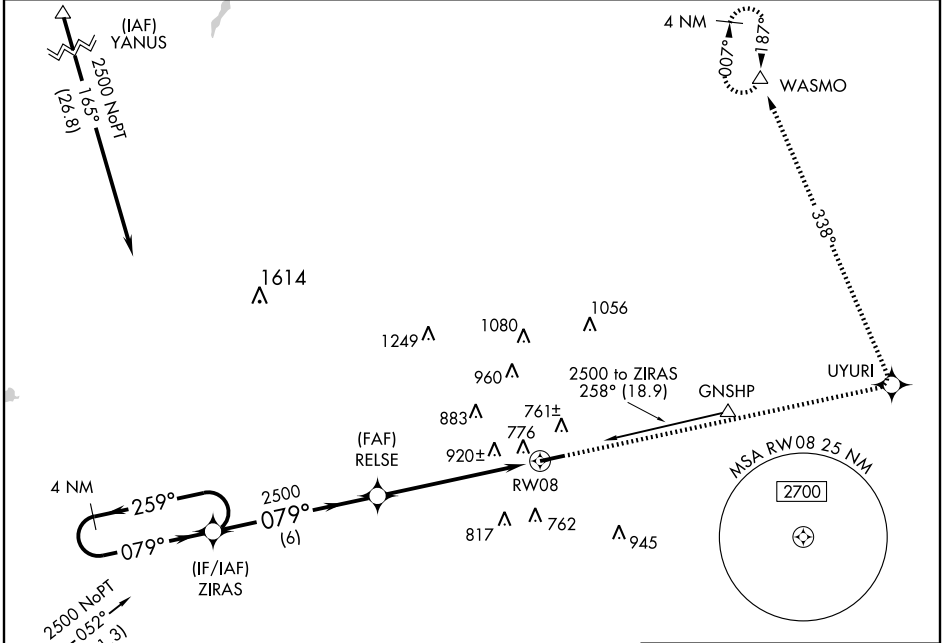 (IAF)
YANUS
2500 NoPT
165°
(26.8)
4 NM
007°
187°
WASMO
338°
1614
1249
1080
1056
960
2500 to ZIRAS
258° (18.9)
GNSHP
UYURI
883
761±
776
920±
(FAF)
RELSE
RW08
MSA RW08 25 NM
2700
4 NM
259°
2500
079°
(6)
079°
817
762
945
(IF/IAF)
ZIRAS
2500 NoPT
052°